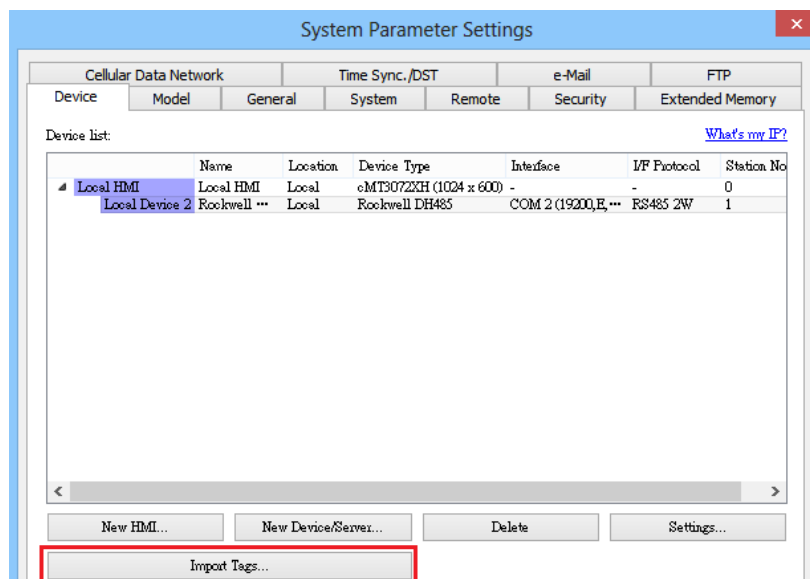 System Parameter Settings
Cellular Data Network Time Sync./DST e-Mail FTP
Device Model General System Remote Security Extended Memory
Device list: What's my IP?
Name Location Device Type Interface I/F Protocol Station No
Local HMI Local HMI Local cMT3072XH (1024 x 600) - - 0
Local Device 2 Rockwell ... Local Rockwell DH485 COM 2 (19200,E, ... RS485 2W 1
New HMI... New Device/Server... Delete Settings...
Import Tags...